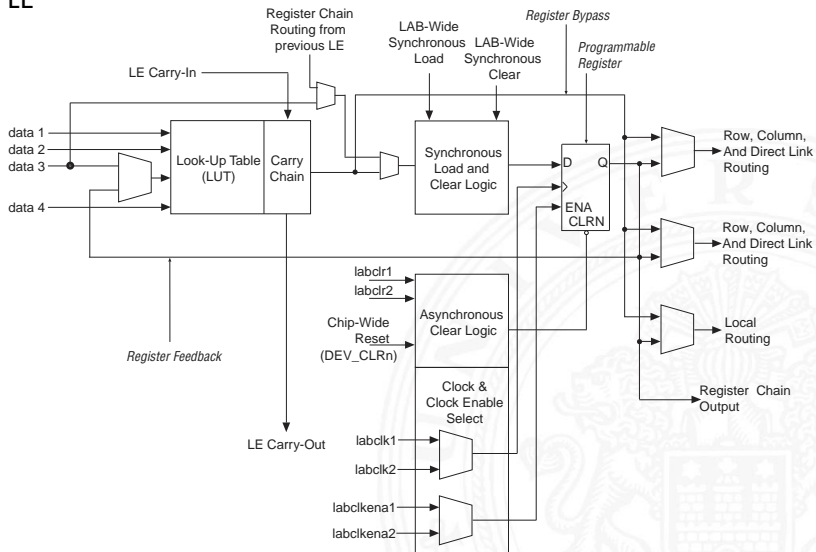 LE
Register Chain
Routing from
previous LE
LAB-Wide
Synchronous
Load
LAB-Wide
Synchronous
Clear
Register Bypass
Programmable
Register
LE Carry-In
data 1
data 2
data 3
data 4
Look-Up Table
(LUT)
Carry
Chain
Synchronous
Load and
Clear Logic
D
Q
ENA
CLRN
Row, Column,
And Direct Link
Routing
Row, Column,
And Direct Link
Routing
Local
Routing
Register Chain
Output
labclr1
labclr2
Chip-Wide
Reset
(DEV_CLRn)
Asynchronous
Clear Logic
Register Feedback
Clock &
Clock Enable
Select
LE Carry-Out
labclk1
labclk2
labclkena1
labclkena2